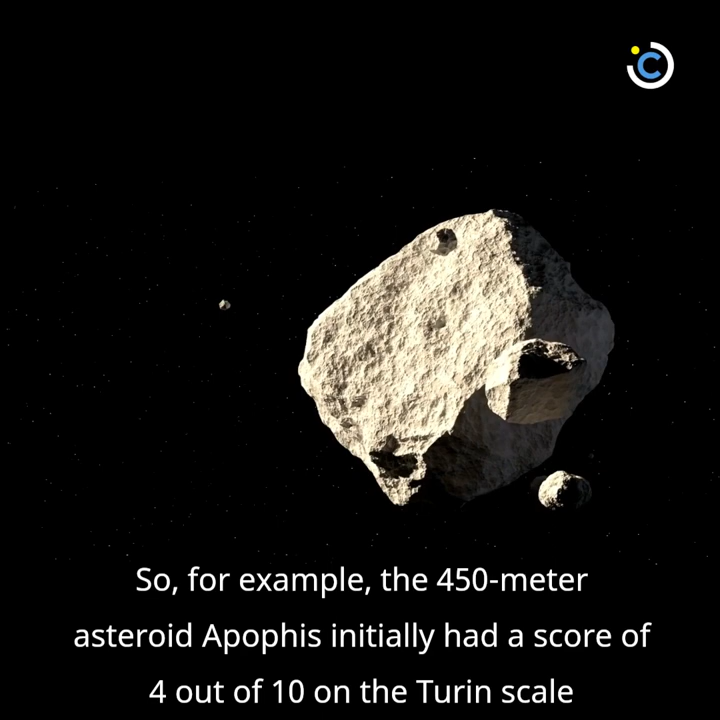 C
So, for example, the 450-meter
asteroid Apophis initially had a score of
4 out of 10 on the Turin scale